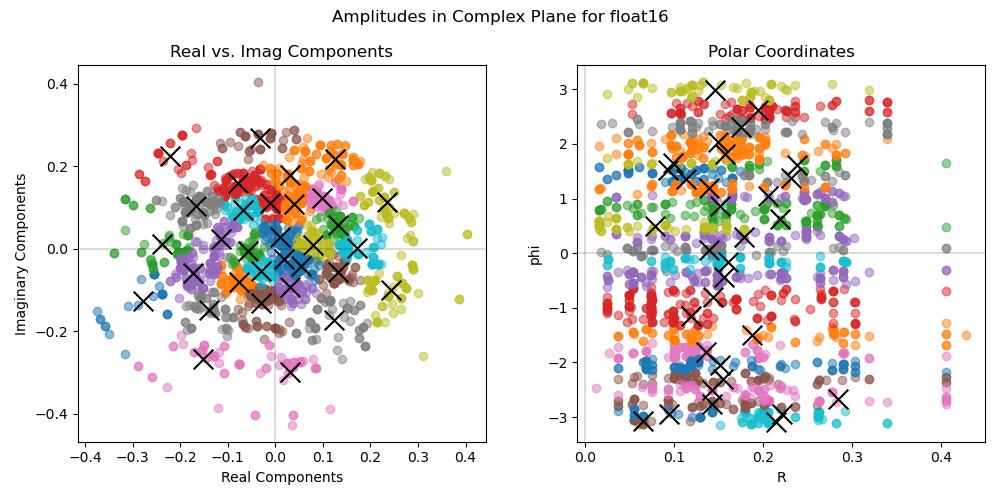 Amplitudes in Complex Plane for float16
Real vs. Imag Components
Imaginary Components
0.4
0.2
0.0
−0.2
−0.4
−0.4 −0.3 −0.2 −0.1 0.0 0.1 0.2 0.3 0.4
Real Components
Polar Coordinates
phi
3
2
1
0
−1
−2
−3
0.0 0.1 0.2 0.3 0.4
R